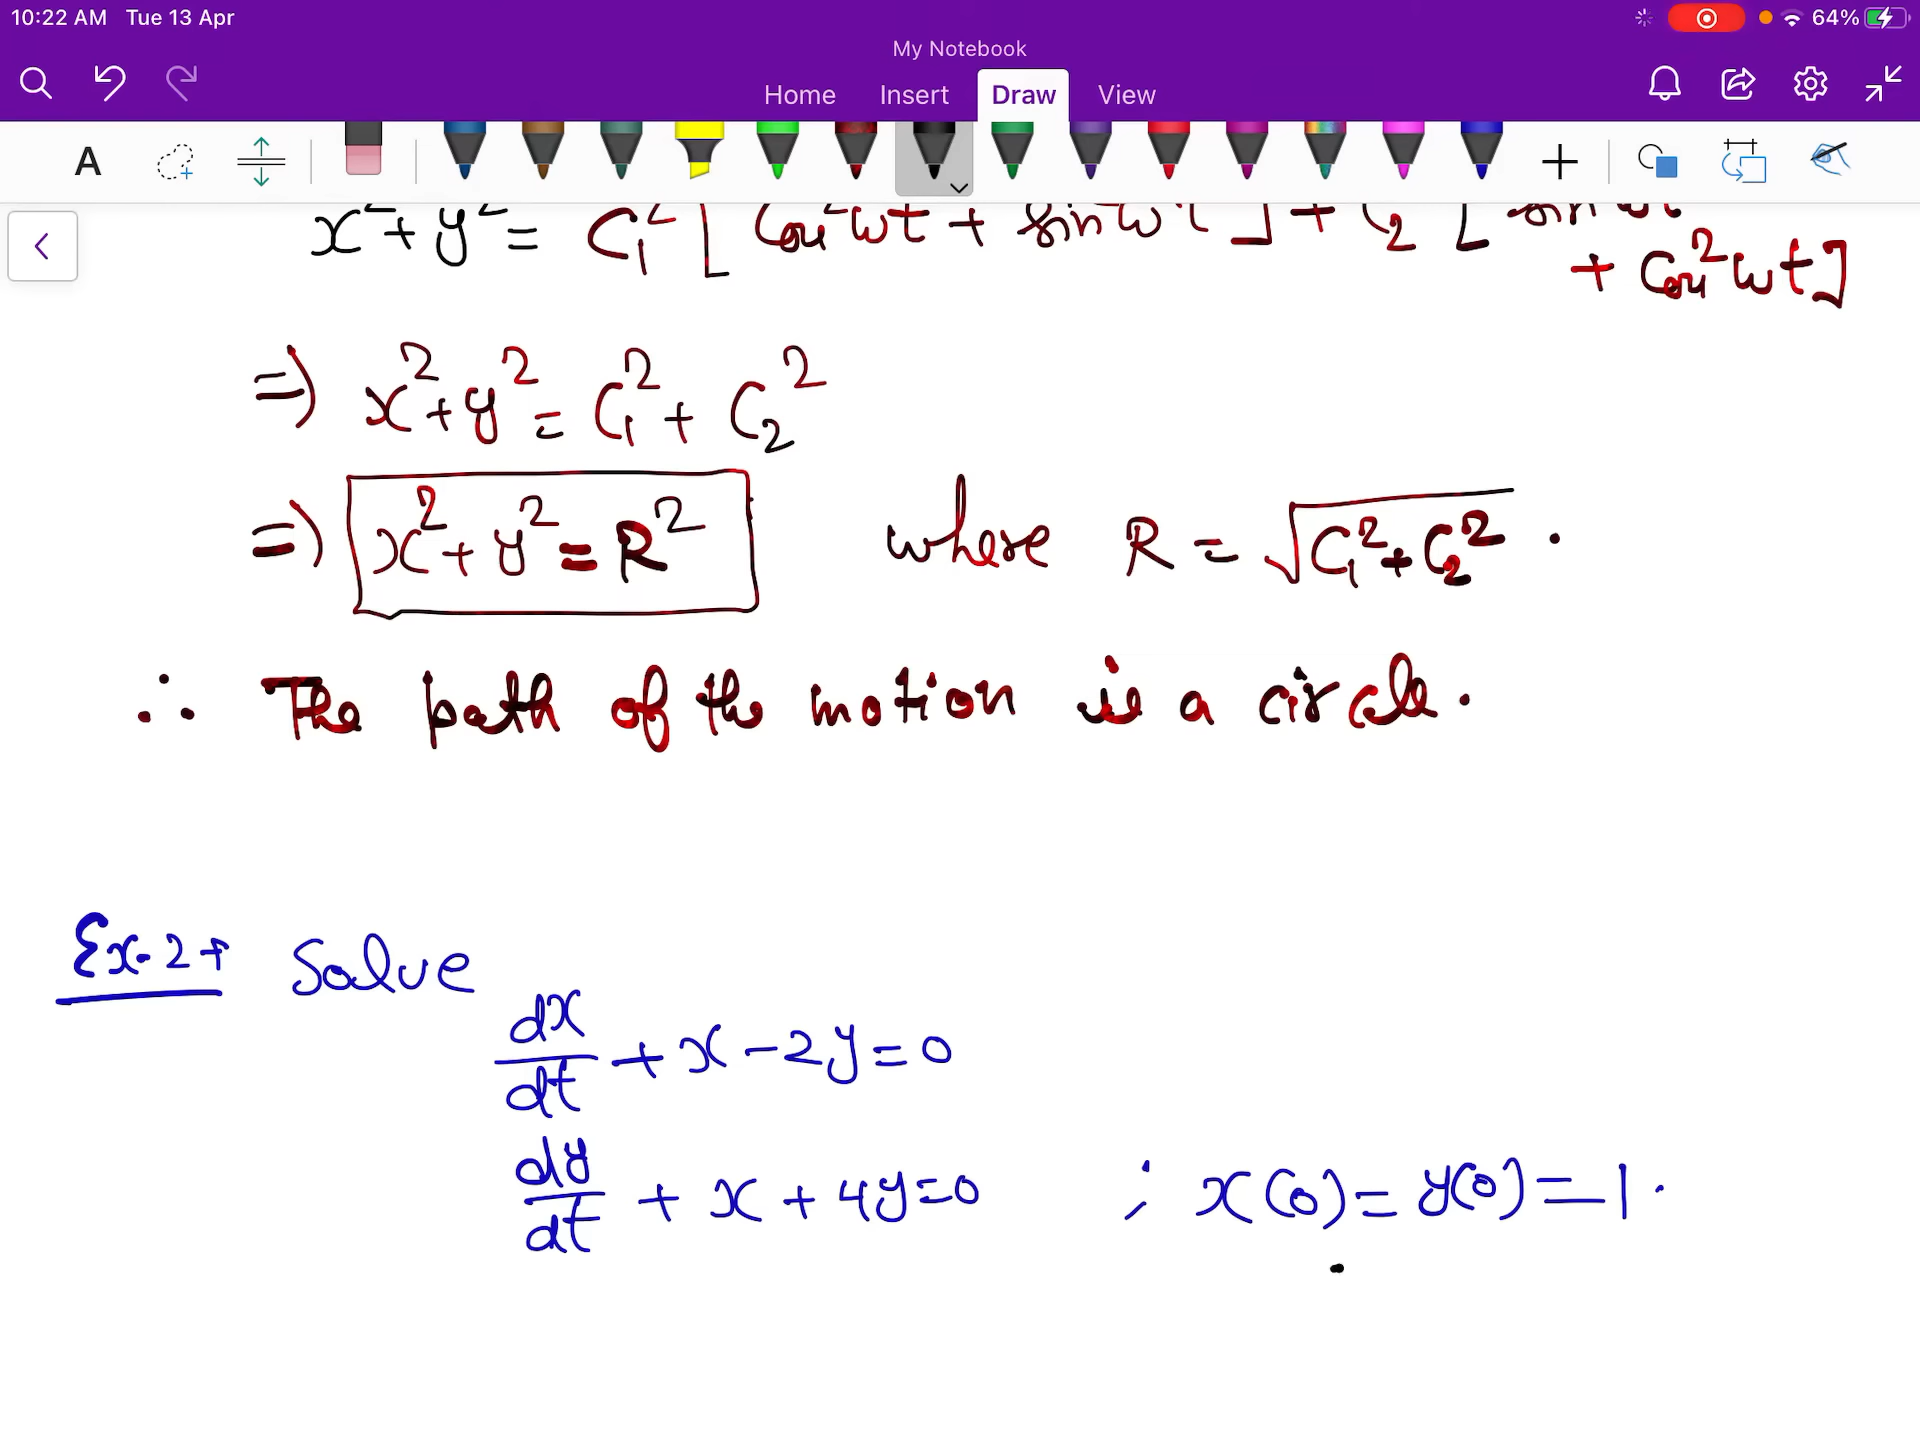 10:22 AM Tue 13 Apr
64%
My Notebook
Home Insert Draw View
A
x² + y² = C₁² [ Cos²ωt + sin²ωt ] + C₂² [ sin²ωt
+ Cos²ωt ]
⇒ x² + y² = C₁² + C₂²
⇒ x² + y² = R² where R = √(C₁² + C₂²) .
∴ The path of the motion is a circle.
Ex-2 → Solve
dx/dt + x - 2y = 0
dy/dt + x + 4y = 0 ; x(0) = y(0) = 1 .